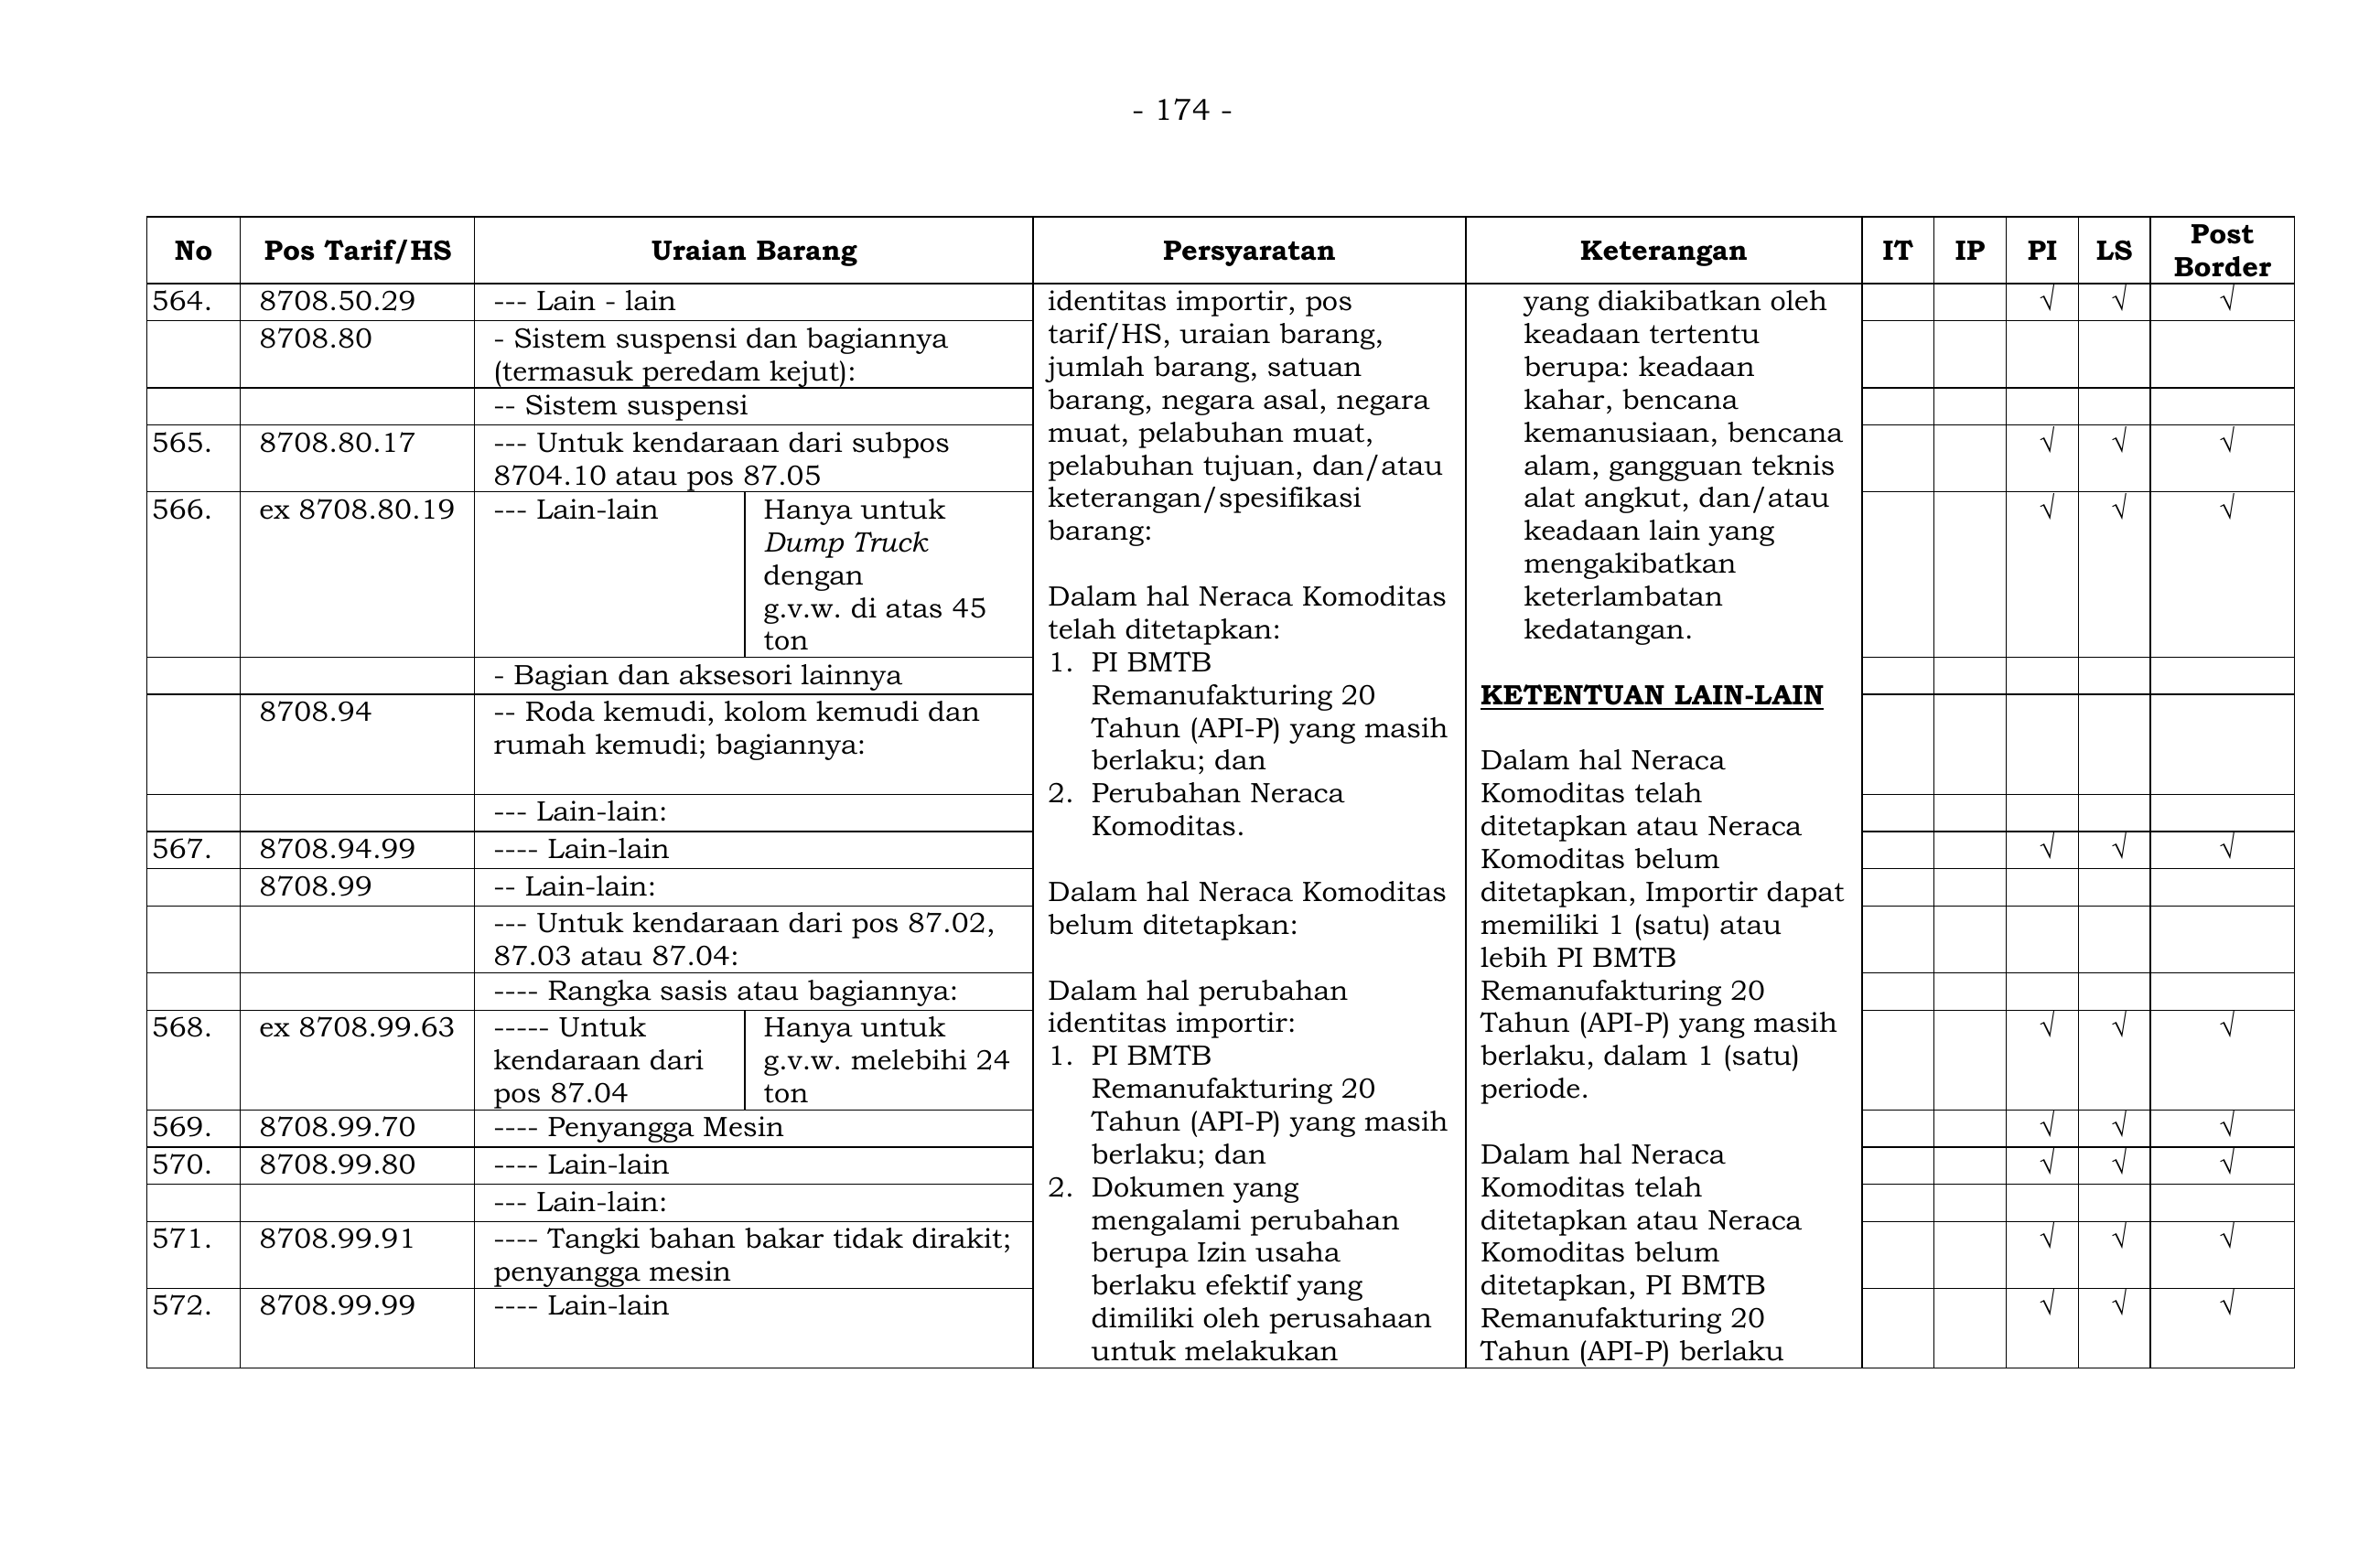 - 174 -
No Pos Tarif/HS Uraian Barang Persyaratan Keterangan IT IP PI LS Post Border
564. 8708.50.29 --- Lain - lain √ √ √
8708.80 - Sistem suspensi dan bagiannya
(termasuk peredam kejut):
-- Sistem suspensi
565. 8708.80.17 --- Untuk kendaraan dari subpos √ √ √
8704.10 atau pos 87.05
566. ex 8708.80.19 --- Lain-lain Hanya untuk √ √ √
Dump Truck
dengan
g.v.w. di atas 45
ton
- Bagian dan aksesori lainnya
8708.94 -- Roda kemudi, kolom kemudi dan
rumah kemudi; bagiannya:
--- Lain-lain:
567. 8708.94.99 ---- Lain-lain √ √ √
8708.99 -- Lain-lain:
--- Untuk kendaraan dari pos 87.02,
87.03 atau 87.04:
---- Rangka sasis atau bagiannya:
568. ex 8708.99.63 ----- Untuk Hanya untuk √ √ √
kendaraan dari g.v.w. melebihi 24
pos 87.04 ton
569. 8708.99.70 ---- Penyangga Mesin √ √ √
570. 8708.99.80 ---- Lain-lain √ √ √
--- Lain-lain:
571. 8708.99.91 ---- Tangki bahan bakar tidak dirakit; √ √ √
penyangga mesin
572. 8708.99.99 ---- Lain-lain √ √ √
identitas importir, pos
tarif/HS, uraian barang,
jumlah barang, satuan
barang, negara asal, negara
muat, pelabuhan muat,
pelabuhan tujuan, dan/atau
keterangan/spesifikasi
barang:
Dalam hal Neraca Komoditas
telah ditetapkan:
1. PI BMTB
Remanufakturing 20
Tahun (API-P) yang masih
berlaku; dan
2. Perubahan Neraca
Komoditas.
Dalam hal Neraca Komoditas
belum ditetapkan:
Dalam hal perubahan
identitas importir:
1. PI BMTB
Remanufakturing 20
Tahun (API-P) yang masih
berlaku; dan
2. Dokumen yang
mengalami perubahan
berupa Izin usaha
berlaku efektif yang
dimiliki oleh perusahaan
untuk melakukan
yang diakibatkan oleh
keadaan tertentu
berupa: keadaan
kahar, bencana
kemanusiaan, bencana
alam, gangguan teknis
alat angkut, dan/atau
keadaan lain yang
mengakibatkan
keterlambatan
kedatangan.
KETENTUAN LAIN-LAIN
Dalam hal Neraca
Komoditas telah
ditetapkan atau Neraca
Komoditas belum
ditetapkan, Importir dapat
memiliki 1 (satu) atau
lebih PI BMTB
Remanufakturing 20
Tahun (API-P) yang masih
berlaku, dalam 1 (satu)
periode.
Dalam hal Neraca
Komoditas telah
ditetapkan atau Neraca
Komoditas belum
ditetapkan, PI BMTB
Remanufakturing 20
Tahun (API-P) berlaku